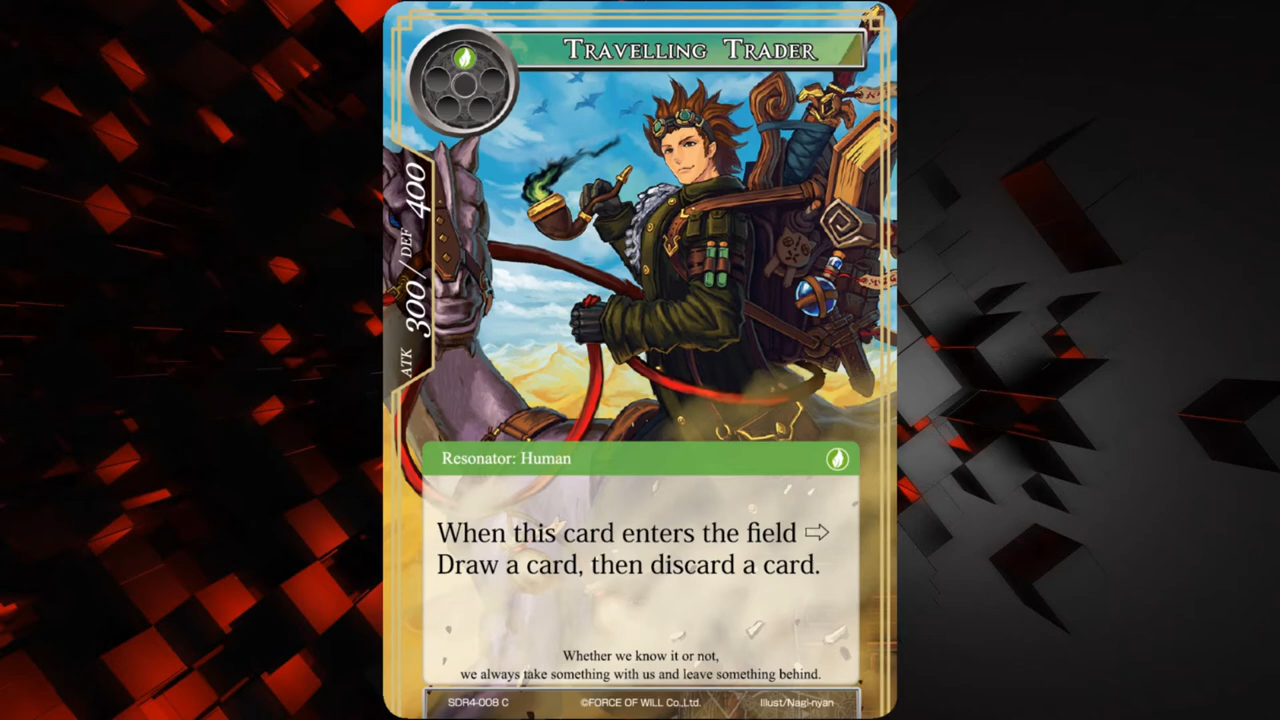 TRAVELLING TRADER
ATK 300/DEF 400
Resonator: Human
When this card enters the field ⇨
Draw a card, then discard a card.
Whether we know it or not,
we always take something with us and leave something behind.
SDR4-008 C ©FORCE OF WILL Co.,Ltd. Illust/Nagi-nyan